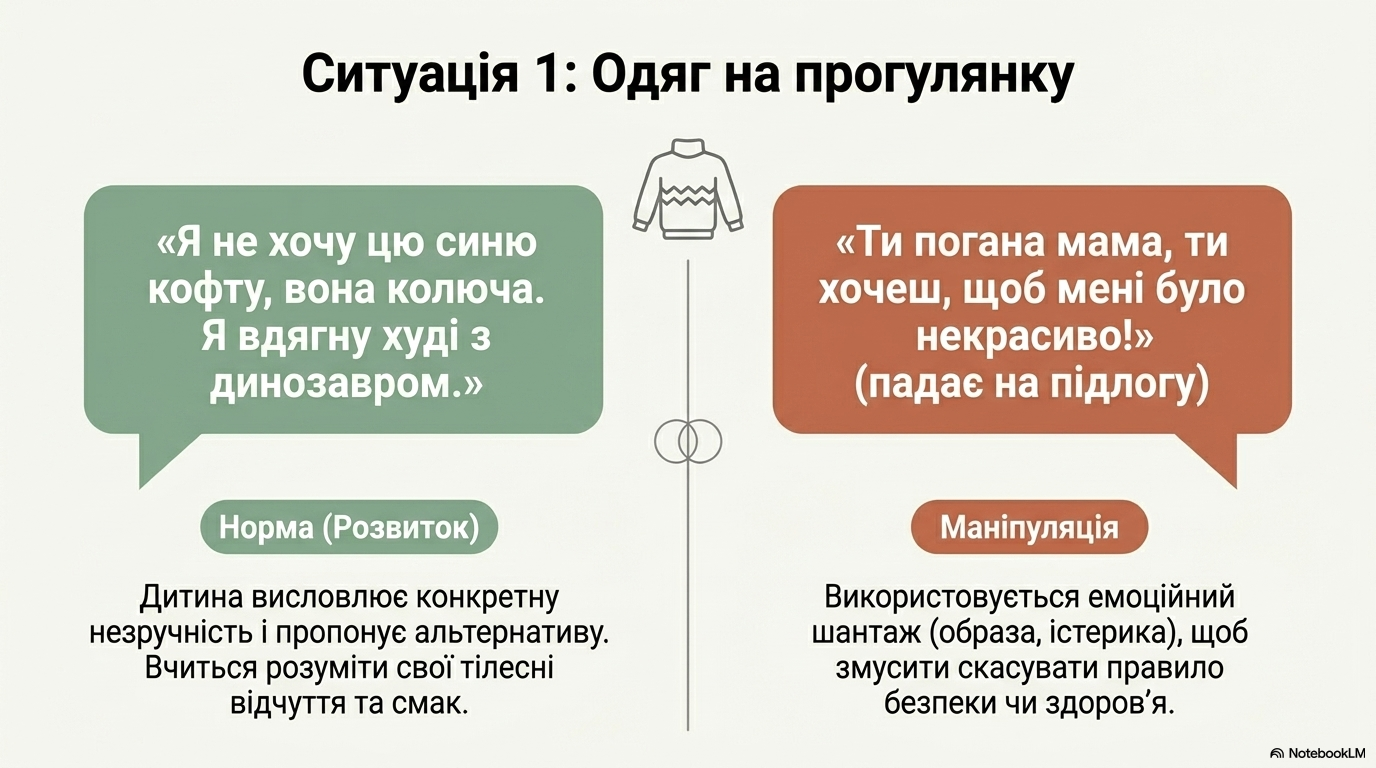 Ситуація 1: Одяг на прогулянку
«Я не хочу цю синю
кофту, вона колюча.
Я вдягну худі з
динозавром.»
«Ти погана мама, ти
хочеш, щоб мені було
некрасиво!»
(падає на підлогу)
Норма (Розвиток)
Дитина висловлює конкретну
незручність і пропонує альтернативу.
Вчиться розуміти свої тілесні
відчуття та смак.
Маніпуляція
Використовується емоційний
шантаж (образа, істерика), щоб
змусити скасувати правило
безпеки чи здоров’я.
NotebookLM